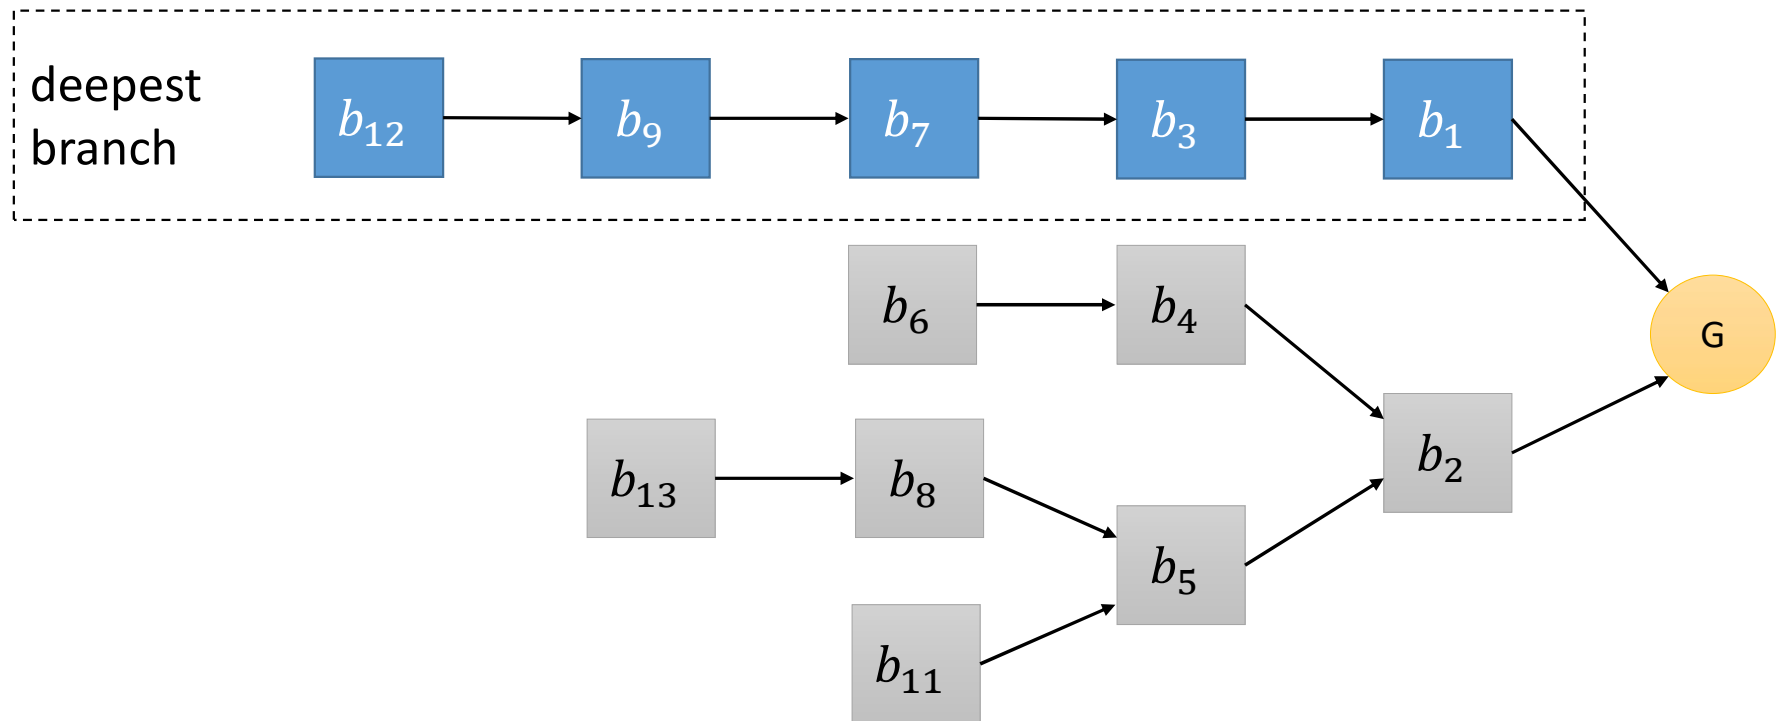 deepest
branch
b₁₂ b₉ b₇ b₃ b₁
b₆ b₄
G
b₂
b₁₃ b₈
b₅
b₁₁